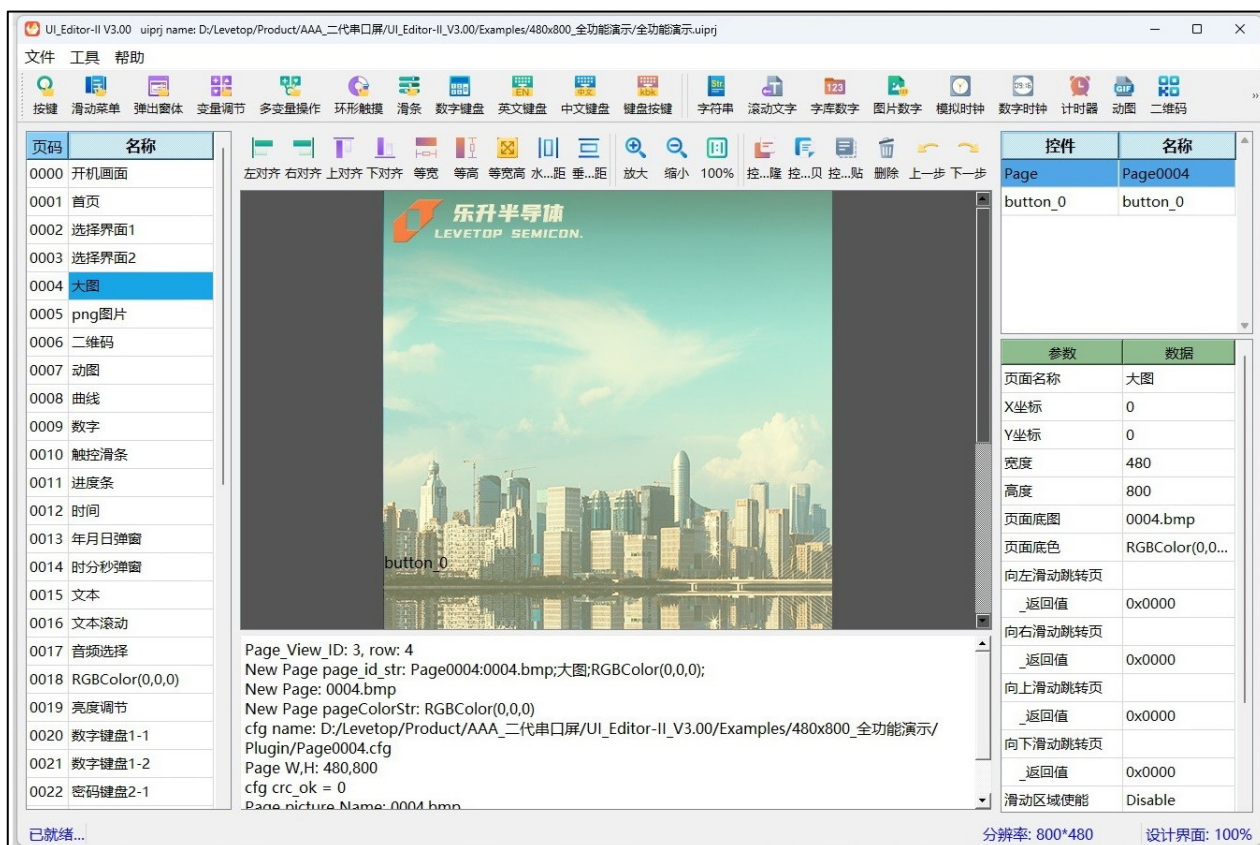 UI_Editor-II V3.00 uiprj name: D:/Levetop/Product/AAA_二代串口屏/UI_Editor-II_V3.00/Examples/480x800_全功能演示/全功能演示.uiprj
文件 工具 帮助
按键 滑动菜单 弹出窗体 变量调节 多变量操作 环形触摸 滑条 数字键盘 英文键盘 中文键盘 键盘按键 字符串 滚动文字 字库数字 图片数字 模拟时钟 数字时钟 计时器 动图 二维码
页码 名称
0000 开机画面
0001 首页
0002 选择界面1
0003 选择界面2
0004 大图
0005 png图片
0006 二维码
0007 动图
0008 曲线
0009 数字
0010 触控滑条
0011 进度条
0012 时间
0013 年月日弹窗
0014 时分秒弹窗
0015 文本
0016 文本滚动
0017 音频选择
0018 RGBColor(0,0,0)
0019 亮度调节
0020 数字键盘1-1
0021 数字键盘1-2
0022 密码键盘2-1
左对齐 右对齐 上对齐 下对齐 等宽 等高 等宽高 水...距 垂...距 放大 缩小 100% 控...隆 控...贝 控...贴 删除 上一步 下一步
乐升半导体
LEVETOP SEMICON.
button_0
Page_View_ID: 3, row: 4
New Page page_id_str: Page0004:0004.bmp;大图;RGBColor(0,0,0);
New Page: 0004.bmp
New Page pageColorStr: RGBColor(0,0,0)
cfg name: D:/Levetop/Product/AAA_二代串口屏/UI_Editor-II_V3.00/Examples/480x800_全功能演示/
Plugin/Page0004.cfg
Page W,H: 480,800
cfg crc_ok = 0
Page picture Name: 0004.bmp
控件 名称
Page Page0004
button_0 button_0
参数 数据
页面名称 大图
X坐标 0
Y坐标 0
宽度 480
高度 800
页面底图 0004.bmp
页面底色 RGBColor(0,0...
向左滑动跳转页
_返回值 0x0000
向右滑动跳转页
_返回值 0x0000
向上滑动跳转页
_返回值 0x0000
向下滑动跳转页
_返回值 0x0000
滑动区域使能 Disable
已就绪...
分辨率: 800*480 设计界面: 100%